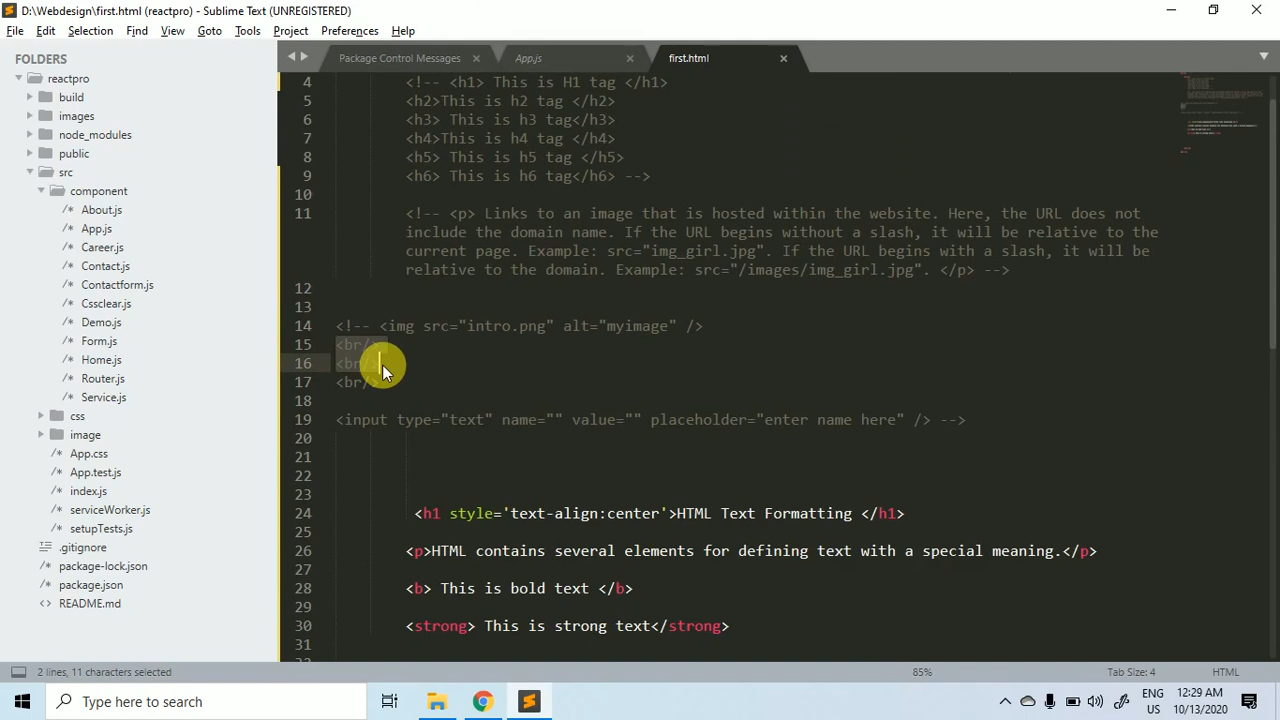 D:\Webdesign\first.html (reactpro) - Sublime Text (UNREGISTERED)
File Edit Selection Find View Goto Tools Project Preferences Help
FOLDERS
reactpro
build
images
node_modules
public
src
component
About.js
App.js
Career.js
Contact.js
Contactform.js
Cssclear.js
Demo.js
Form.js
Home.js
Router.js
Service.js
css
image
App.css
App.test.js
index.js
serviceWorker.js
setupTests.js
.gitignore
package-lock.json
package.json
README.md
Package Control Messages App.js first.html
4 <!-- <h1> This is H1 tag </h1>
5 <h2>This is h2 tag </h2>
6 <h3> This is h3 tag</h3>
7 <h4>This is h4 tag </h4>
8 <h5> This is h5 tag </h5>
9 <h6> This is h6 tag</h6> -->
10
11 <!-- <p> Links to an image that is hosted within the website. Here, the URL does not
include the domain name. If the URL begins without a slash, it will be relative to the
current page. Example: src="img_girl.jpg". If the URL begins with a slash, it will be
relative to the domain. Example: src="/images/img_girl.jpg". </p> -->
12
13
14 <!-- <img src="intro.png" alt="myimage" />
15 <br/>
16 <br/>
17 <br/>
18
19 <input type="text" name="" value="" placeholder="enter name here" /> -->
20
21
22
23
24 <h1 style='text-align:center'>HTML Text Formatting </h1>
25
26 <p>HTML contains several elements for defining text with a special meaning.</p>
27
28 <b> This is bold text </b>
29
30 <strong> This is strong text</strong>
31
2 lines, 11 characters selected 85% Tab Size: 4 HTML
Type here to search
ENG
US
12:29 AM
10/13/2020